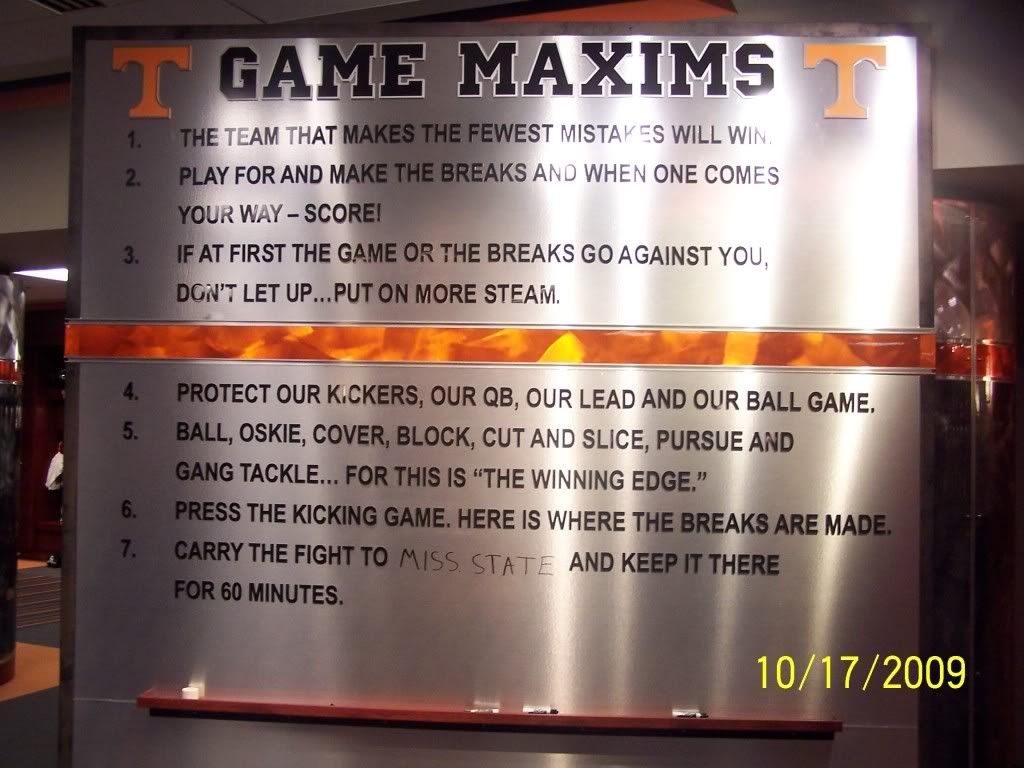 T GAME MAXIMS T
1. THE TEAM THAT MAKES THE FEWEST MISTAKES WILL WIN.
2. PLAY FOR AND MAKE THE BREAKS AND WHEN ONE COMES
YOUR WAY – SCORE!
3. IF AT FIRST THE GAME OR THE BREAKS GO AGAINST YOU,
DON'T LET UP...PUT ON MORE STEAM.
4. PROTECT OUR KICKERS, OUR QB, OUR LEAD AND OUR BALL GAME.
5. BALL, OSKIE, COVER, BLOCK, CUT AND SLICE, PURSUE AND
GANG TACKLE... FOR THIS IS “THE WINNING EDGE.”
6. PRESS THE KICKING GAME. HERE IS WHERE THE BREAKS ARE MADE.
7. CARRY THE FIGHT TO MISS. STATE AND KEEP IT THERE
FOR 60 MINUTES.
10/17/2009